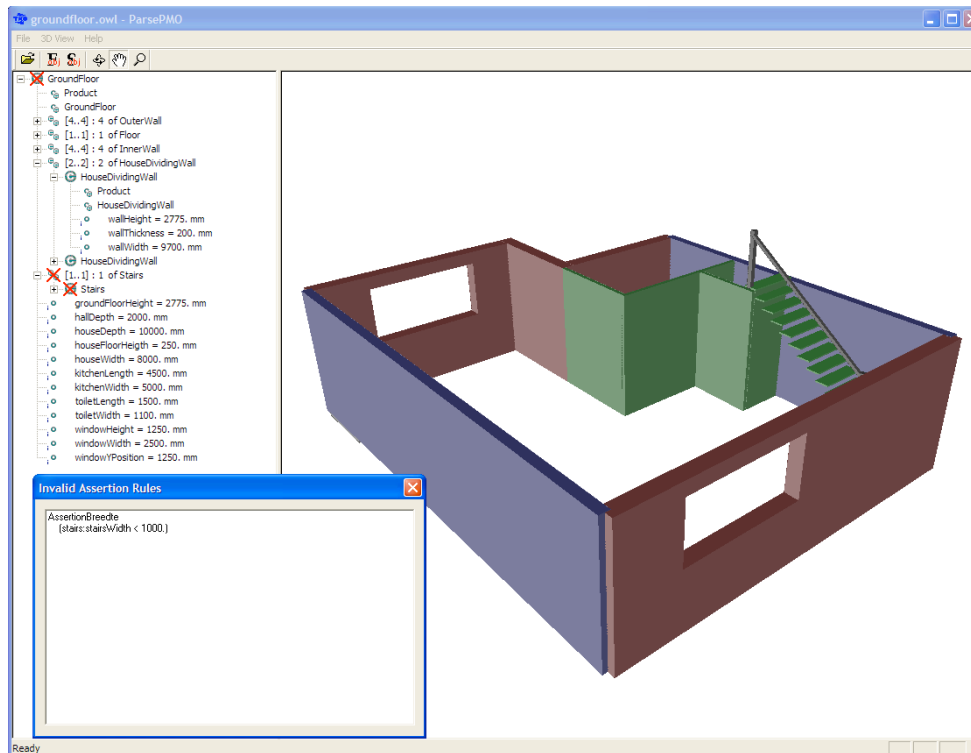 groundfloor.owl - ParsePMO
File 3D View Help
GroundFloor
Product
GroundFloor
[4..4] : 4 of OuterWall
[1..1] : 1 of Floor
[4..4] : 4 of InnerWall
[2..2] : 2 of HouseDividingWall
HouseDividingWall
Product
HouseDividingWall
wallHeight = 2775. mm
wallThickness = 200. mm
wallWidth = 9700. mm
HouseDividingWall
[1..1] : 1 of Stairs
Stairs
groundFloorHeight = 2775. mm
hallDepth = 2000. mm
houseDepth = 10000. mm
houseFloorHeigth = 250. mm
houseWidth = 8000. mm
kitchenLength = 4500. mm
kitchenWidth = 5000. mm
toiletLength = 1500. mm
toiletWidth = 1100. mm
windowHeight = 1250. mm
windowWidth = 2500. mm
windowYPosition = 1250. mm
Invalid Assertion Rules
AssertionBreedte
(stairs:stairsWidth < 1000.)
Ready